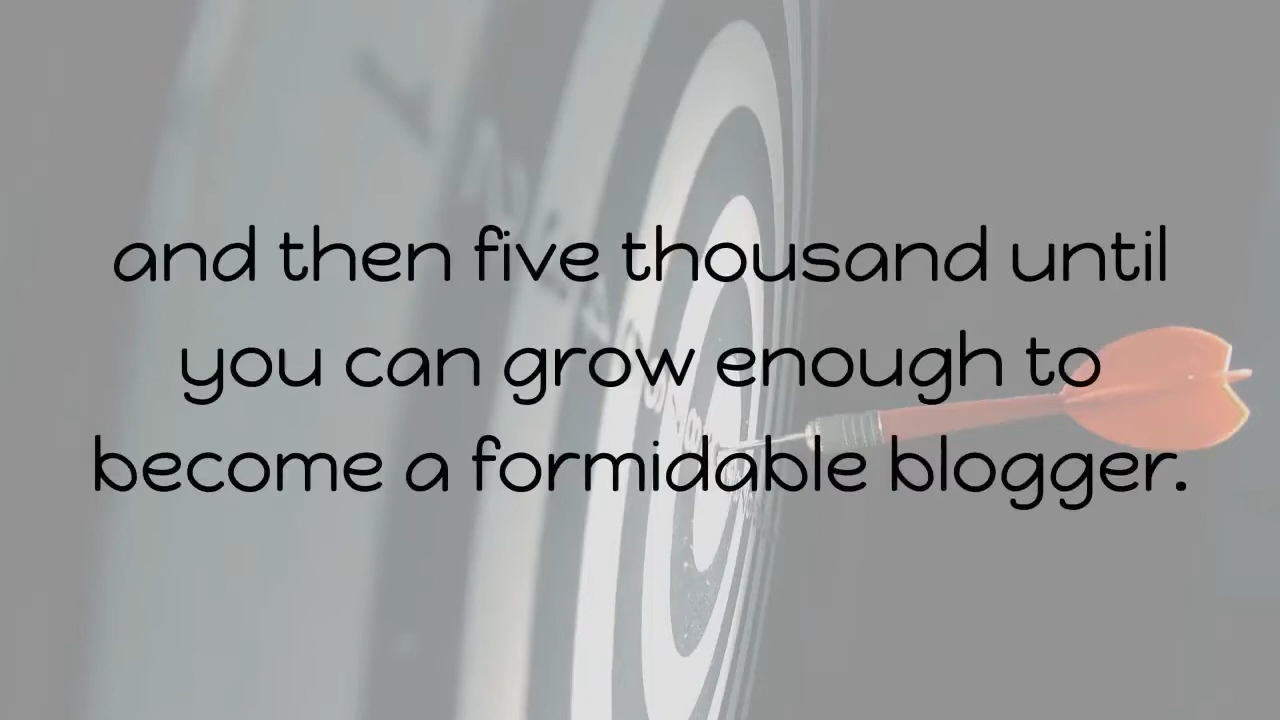 and then five thousand until
you can grow enough to
become a formidable blogger.